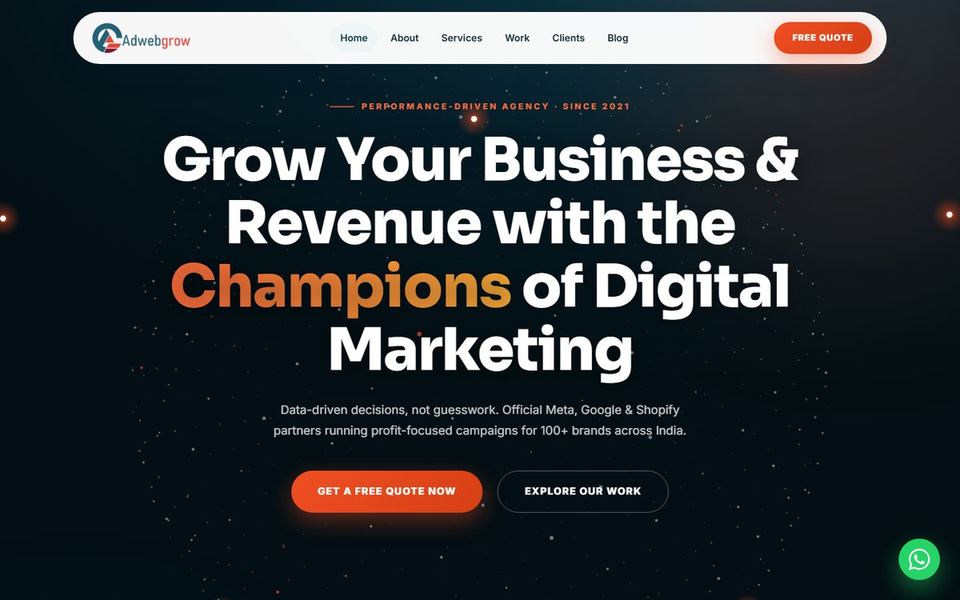 Adwebgrow
Home About Services Work Clients Blog
FREE QUOTE
PERFORMANCE-DRIVEN AGENCY · SINCE 2021
Grow Your Business &
Revenue with the
Champions of Digital
Marketing
Data-driven decisions, not guesswork. Official Meta, Google & Shopify
partners running profit-focused campaigns for 100+ brands across India.
GET A FREE QUOTE NOW
EXPLORE OUR WORK